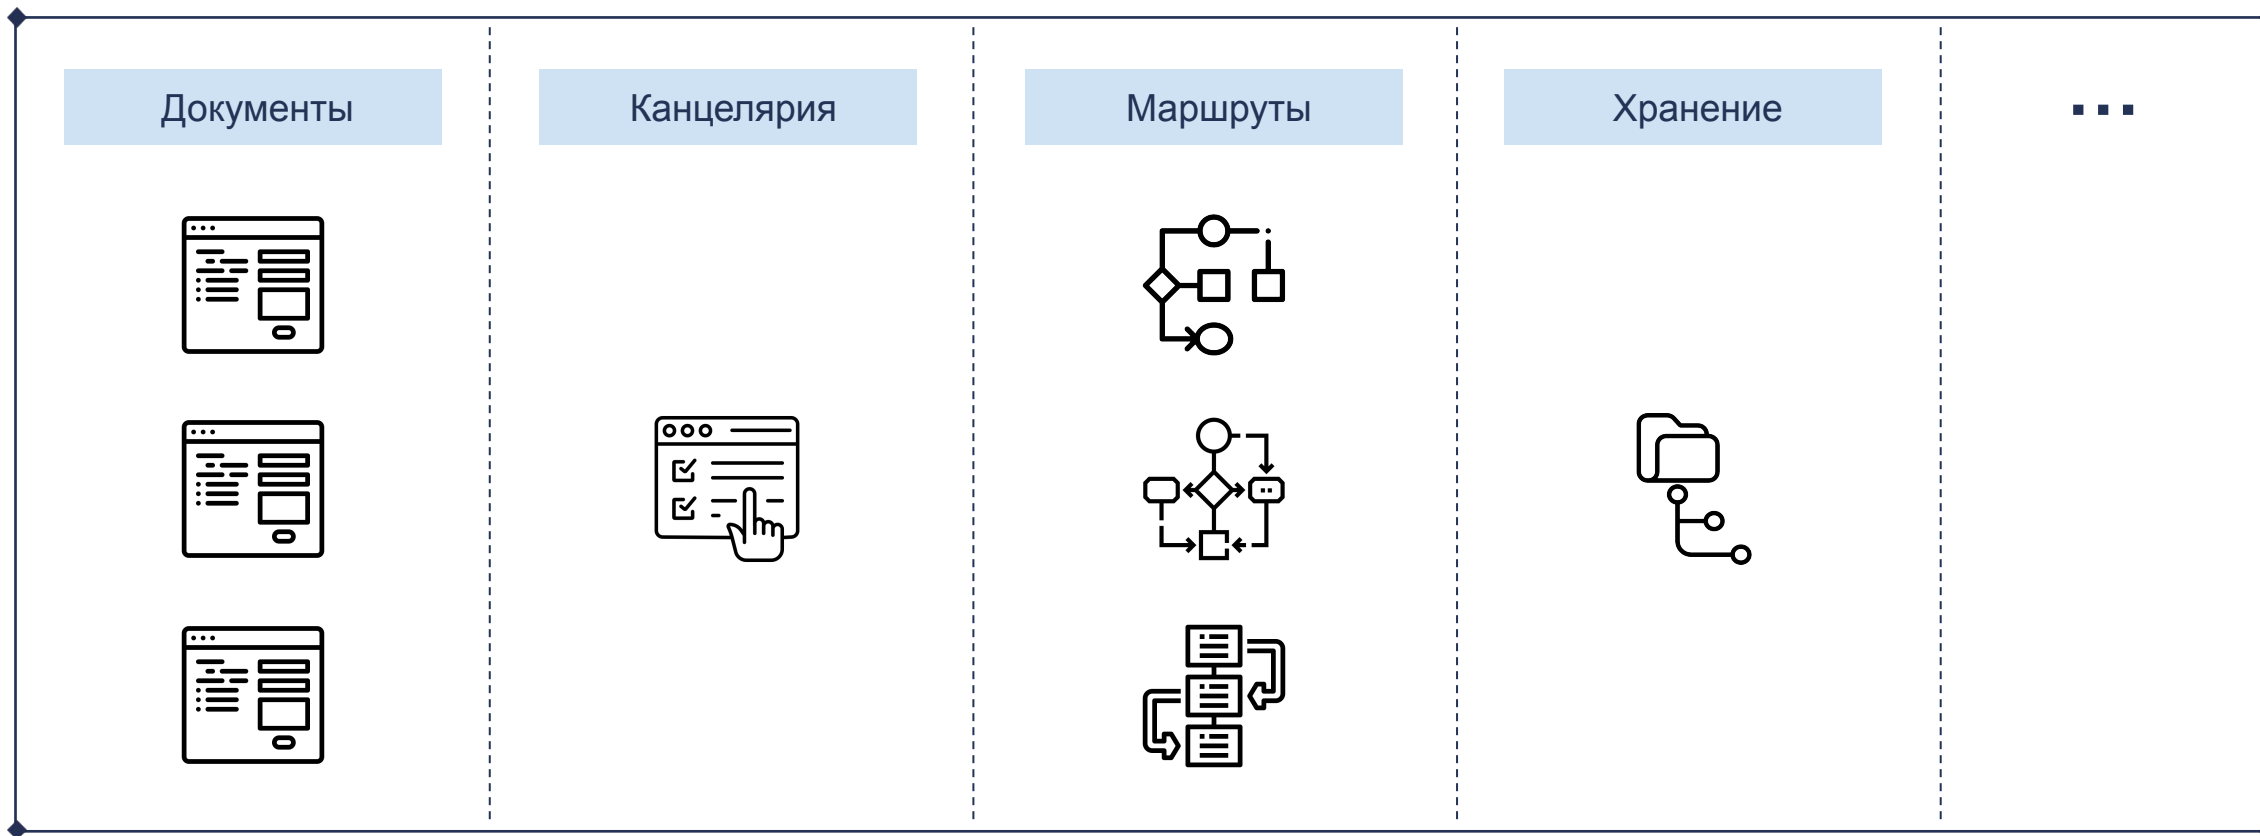 Документы
Канцелярия
Маршруты
Хранение
...